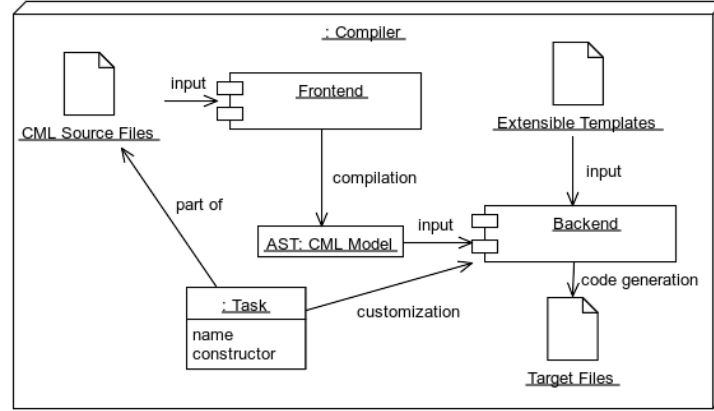 : Compiler
input
Frontend
CML Source Files
Extensible Templates
compilation
input
part of
input
Backend
AST: CML Model
: Task
customization
code generation
name
constructor
Target Files